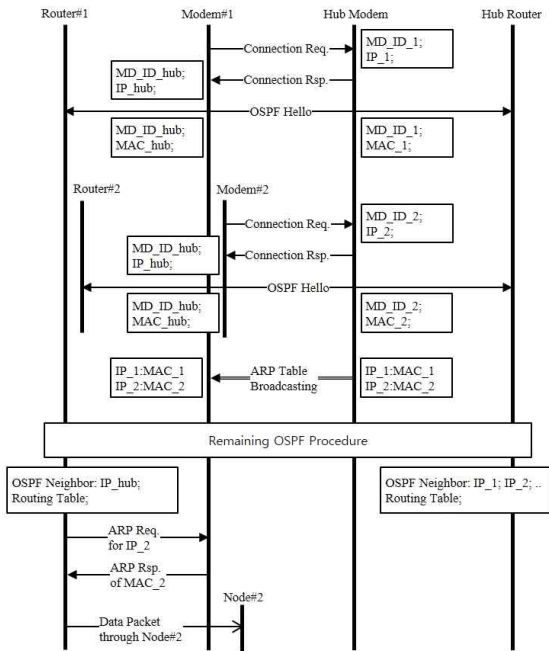 Router#1 Modem#1 Hub Modem Hub Router
Connection Req.
MD_ID_1;
IP_1;
Connection Rsp.
MD_ID_hub;
IP_hub;
OSPF Hello
MD_ID_hub;
MAC_hub;
MD_ID_1;
MAC_1;
Router#2 Modem#2
Connection Req.
MD_ID_2;
IP_2;
Connection Rsp.
MD_ID_hub;
IP_hub;
OSPF Hello
MD_ID_hub;
MAC_hub;
MD_ID_2;
MAC_2;
IP_1:MAC_1
IP_2:MAC_2
ARP Table
Broadcasting
IP_1:MAC_1
IP_2:MAC_2
Remaining OSPF Procedure
OSPF Neighbor: IP_hub;
Routing Table;
OSPF Neighbor: IP_1; IP_2; ..
Routing Table;
ARP Req.
for IP_2
ARP Rsp.
of MAC_2
Node#2
Data Packet
through Node#2